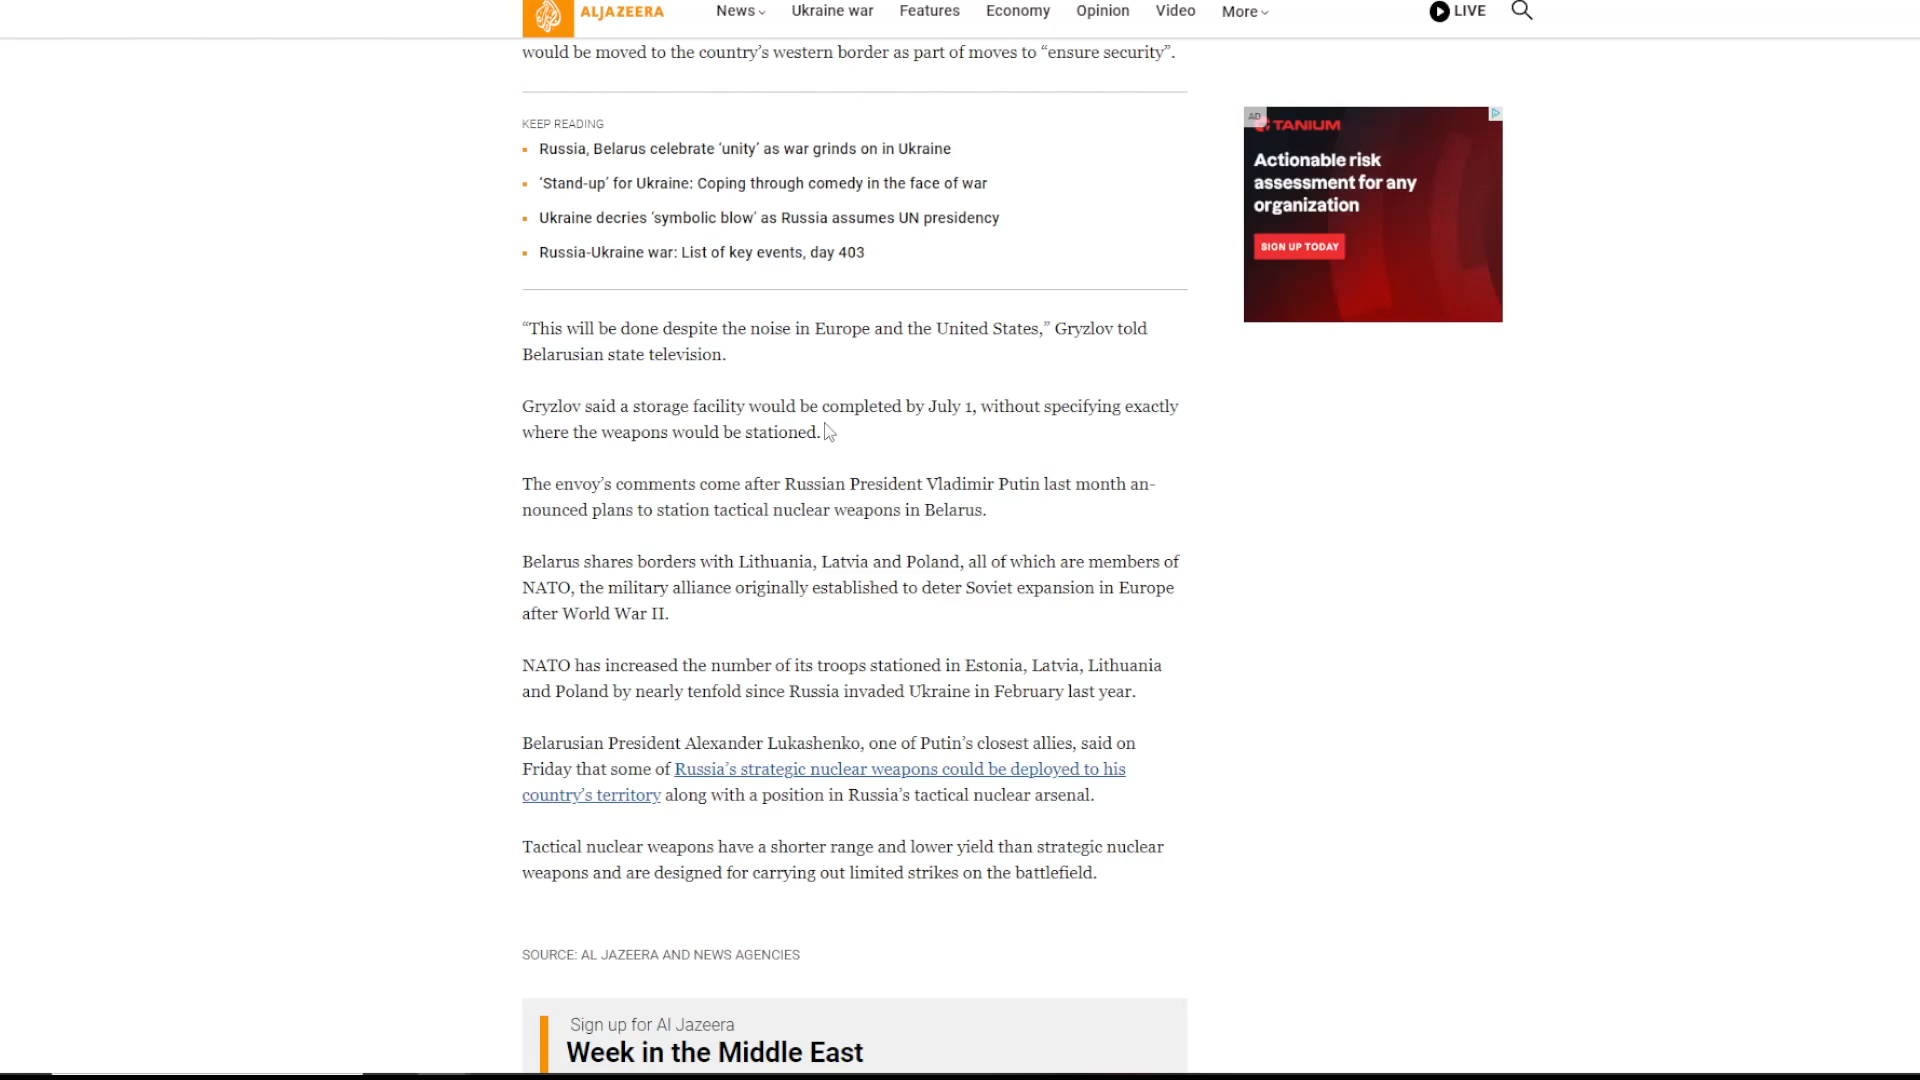 ALJAZEERA
News
Ukraine war
Features
Economy
Opinion
Video
More
LIVE
would be moved to the country’s western border as part of moves to “ensure security”.
KEEP READING
Russia, Belarus celebrate ‘unity’ as war grinds on in Ukraine
‘Stand-up’ for Ukraine: Coping through comedy in the face of war
Ukraine decries ‘symbolic blow’ as Russia assumes UN presidency
Russia-Ukraine war: List of key events, day 403
“This will be done despite the noise in Europe and the United States,” Gryzlov told
Belarusian state television.
Gryzlov said a storage facility would be completed by July 1, without specifying exactly
where the weapons would be stationed.
The envoy’s comments come after Russian President Vladimir Putin last month an-
nounced plans to station tactical nuclear weapons in Belarus.
Belarus shares borders with Lithuania, Latvia and Poland, all of which are members of
NATO, the military alliance originally established to deter Soviet expansion in Europe
after World War II.
NATO has increased the number of its troops stationed in Estonia, Latvia, Lithuania
and Poland by nearly tenfold since Russia invaded Ukraine in February last year.
Belarusian President Alexander Lukashenko, one of Putin’s closest allies, said on
Friday that some of Russia’s strategic nuclear weapons could be deployed to his
country’s territory along with a position in Russia’s tactical nuclear arsenal.
Tactical nuclear weapons have a shorter range and lower yield than strategic nuclear
weapons and are designed for carrying out limited strikes on the battlefield.
SOURCE: AL JAZEERA AND NEWS AGENCIES
Sign up for Al Jazeera
Week in the Middle East
AD
TANIUM
Actionable risk
assessment for any
organization
SIGN UP TODAY